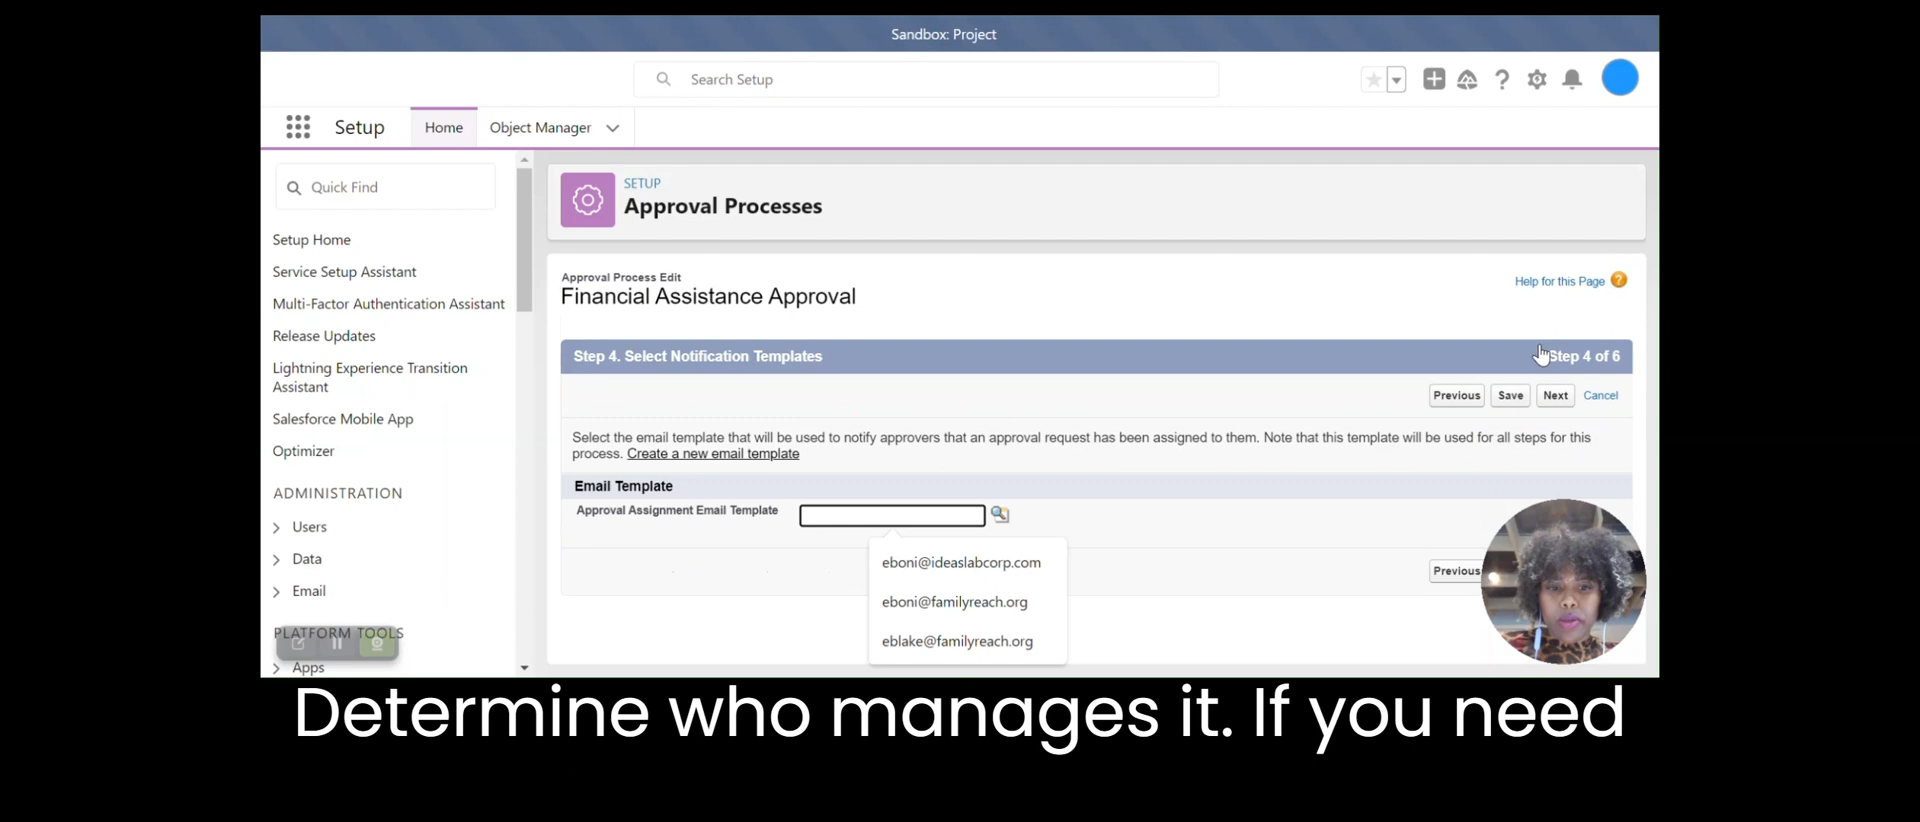 Sandbox: Project
Search Setup
Setup
Home
Object Manager
Quick Find
Setup Home
Service Setup Assistant
Multi-Factor Authentication Assistant
Release Updates
Lightning Experience Transition
Assistant
Salesforce Mobile App
Optimizer
ADMINISTRATION
Users
Data
Email
PLATFORM TOOLS
Apps
SETUP
Approval Processes
Approval Process Edit
Financial Assistance Approval
Help for this Page
Step 4. Select Notification Templates
Step 4 of 6
Previous Save Next Cancel
Select the email template that will be used to notify approvers that an approval request has been assigned to them. Note that this template will be used for all steps for this
process. Create a new email template
Email Template
Approval Assignment Email Template
eboni@ideaslabcorp.com
eboni@familyreach.org
eblake@familyreach.org
Previous
Determine who manages it. If you need